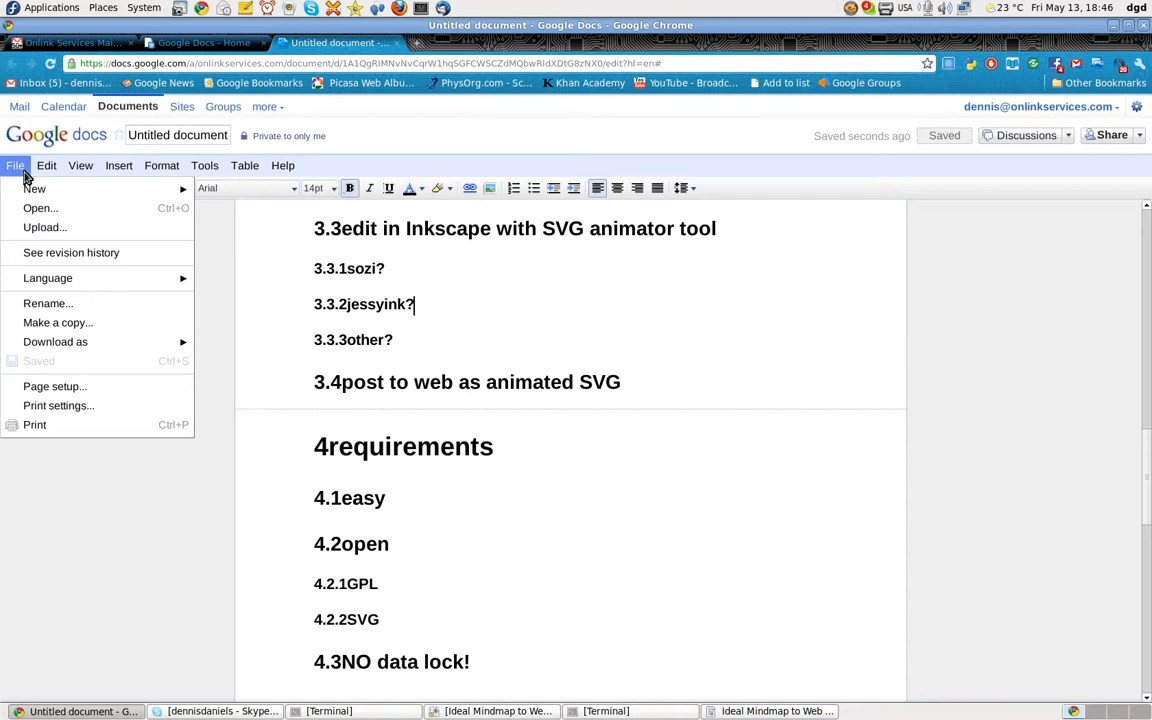 Applications Places System
USA 23 °C Fri May 13, 18:46 dgd
Untitled document - Google Docs - Google Chrome
Onlink Services Mai...
Google Docs - Home
Untitled document -...
https://docs.google.com/a/onlinkservices.com/document/d/1A1QgRIMNvNvCqrW1hqSGFCWSCZdMQbwRIdXDtG8zNX0/edit?hl=en#
Inbox (5) - dennis... Google News Google Bookmarks Picasa Web Albu... PhysOrg.com - Sc... Khan Academy YouTube - Broadc... Add to list Google Groups Other Bookmarks
Mail Calendar Documents Sites Groups more
dennis@onlinkservices.com
Google docs Untitled document Private to only me
Saved seconds ago Saved Discussions Share
File Edit View Insert Format Tools Table Help
Arial 14pt B I U A
New
Open... Ctrl+O
Upload...
See revision history
Language
Rename...
Make a copy...
Download as
Saved Ctrl+S
Page setup...
Print settings...
Print Ctrl+P
3.3edit in Inkscape with SVG animator tool
3.3.1sozi?
3.3.2jessyink?
3.3.3other?
3.4post to web as animated SVG
4requirements
4.1easy
4.2open
4.2.1GPL
4.2.2SVG
4.3NO data lock!
Untitled document - G... [dennisdaniels - Skype... [Terminal] [Ideal Mindmap to We... [Terminal] Ideal Mindmap to Web ...